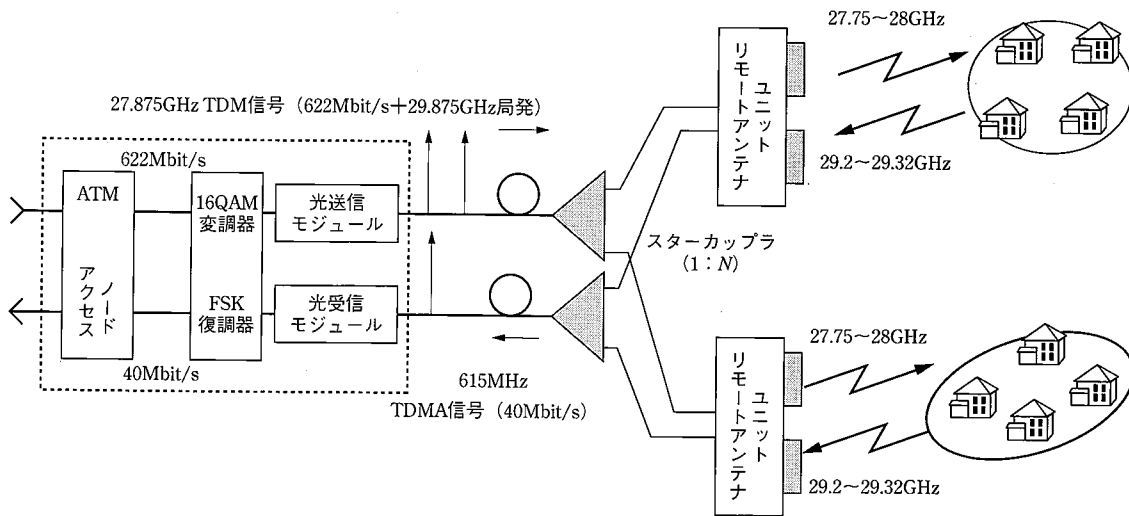 27.75～28GHz
リモートアンテナ
ユニット
29.2～29.32GHz
27.875GHz TDM信号（622Mbit/s＋29.875GHz局発）
622Mbit/s
ATM
アクセス
ノード
16QAM
変調器
光送信
モジュール
FSK
復調器
光受信
モジュール
40Mbit/s
スターカップラ
（1：N）
615MHz
TDMA信号（40Mbit/s）
27.75～28GHz
リモートアンテナ
ユニット
29.2～29.32GHz